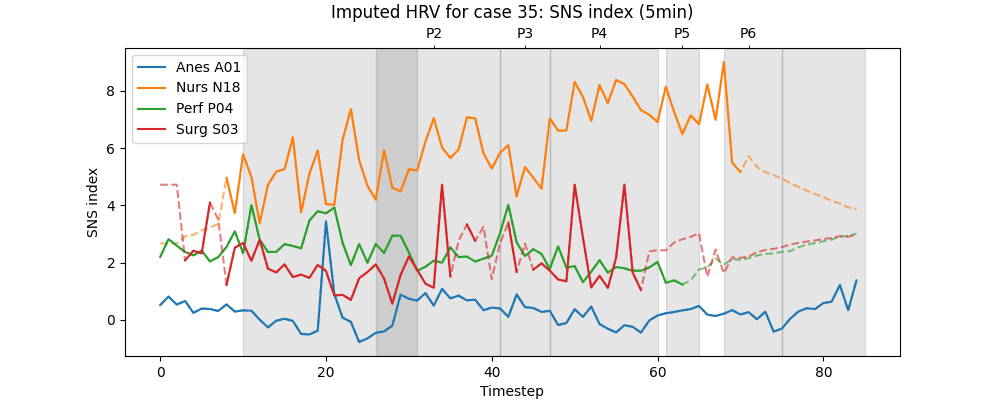 Imputed HRV for case 35: SNS index (5min)
P2 P3 P4 P5 P6
Anes A01
Nurs N18
Perf P04
Surg S03
SNS index
8
6
4
2
0
0 20 40 60 80
Timestep